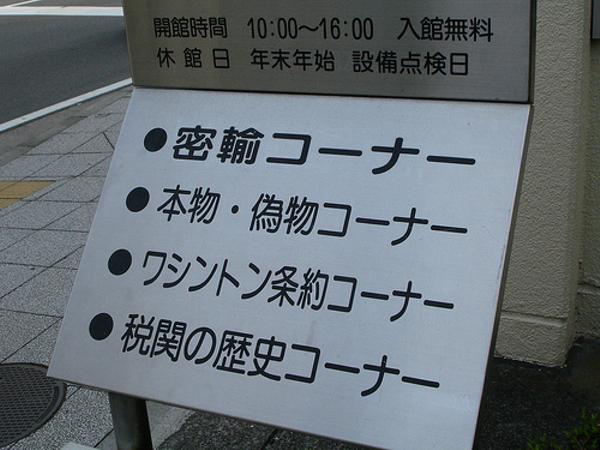 開館時間 10:00～16:00 入館無料
休館日 年末年始 設備点検日
●密輸コーナー
●本物・偽物コーナー
●ワシントン条約コーナー
●税関の歴史コーナー